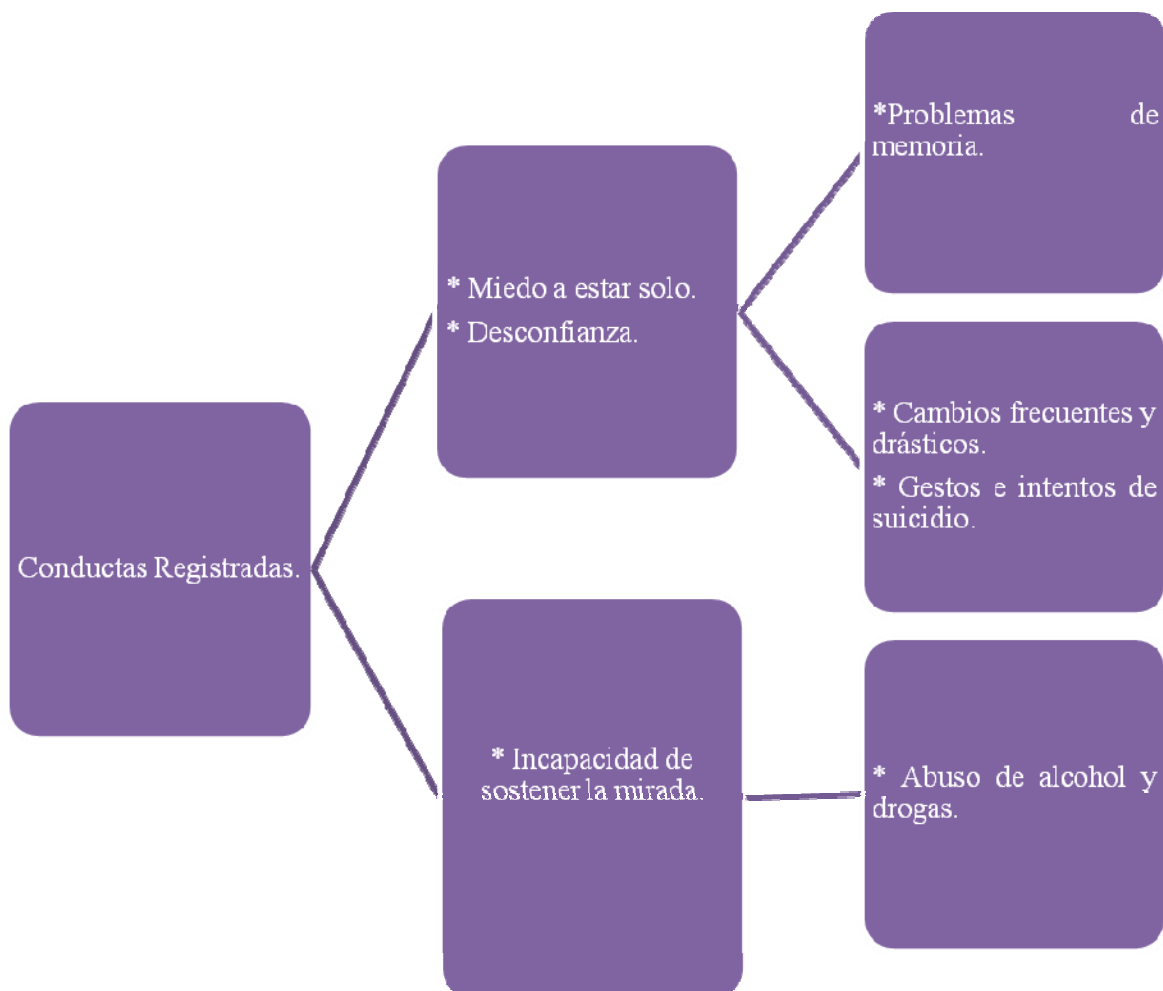 Conductas Registradas.
* Miedo a estar solo.
* Desconfianza.
* Incapacidad de
sostener la mirada.
*Problemas de
memoria.
* Cambios frecuentes y
drásticos.
* Gestos e intentos de
suicidio.
* Abuso de alcohol y
drogas.